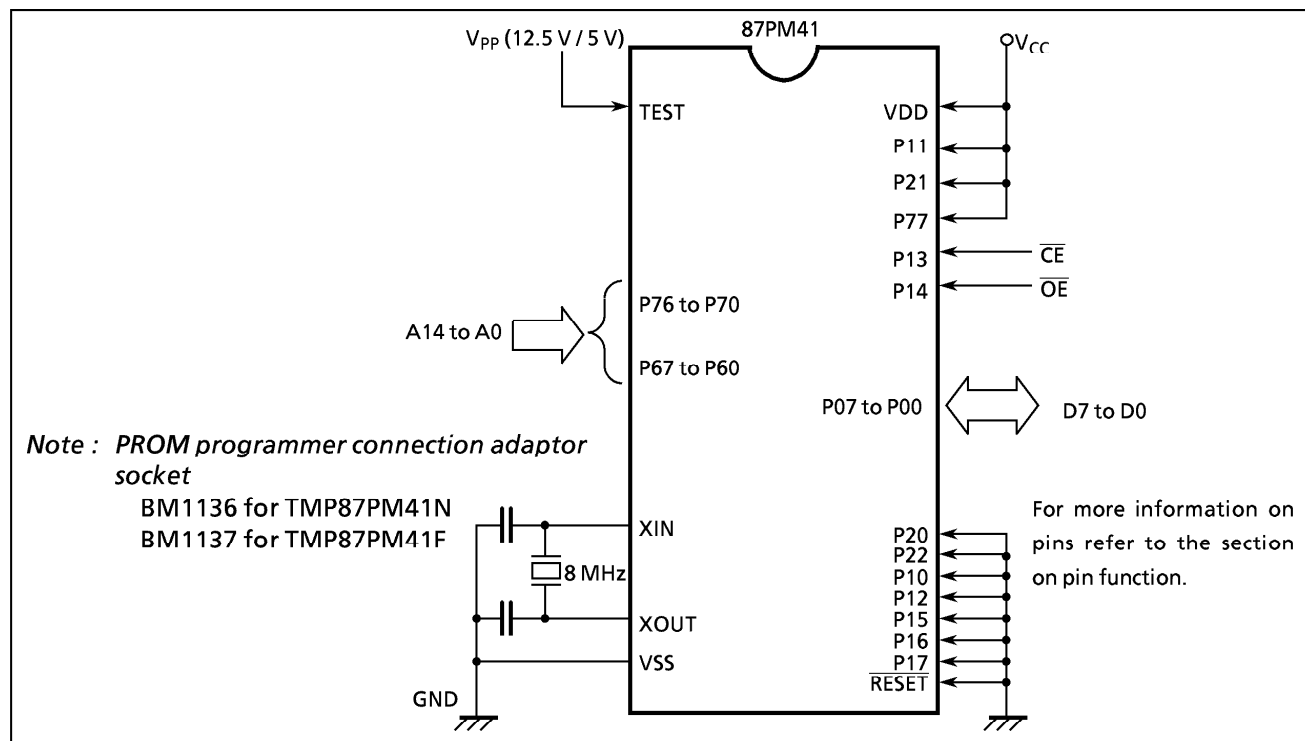 87PM41
VPP (12.5 V / 5 V)
VCC
TEST
VDD
P11
P21
P77
P13
CE
P14
OE
A14 to A0
P76 to P70
P67 to P60
P07 to P00
D7 to D0
Note : PROM programmer connection adaptor
socket
BM1136 for TMP87PM41N
BM1137 for TMP87PM41F
XIN
8 MHz
XOUT
VSS
GND
P20
P22
P10
P12
P15
P16
P17
RESET
For more information on
pins refer to the section
on pin function.